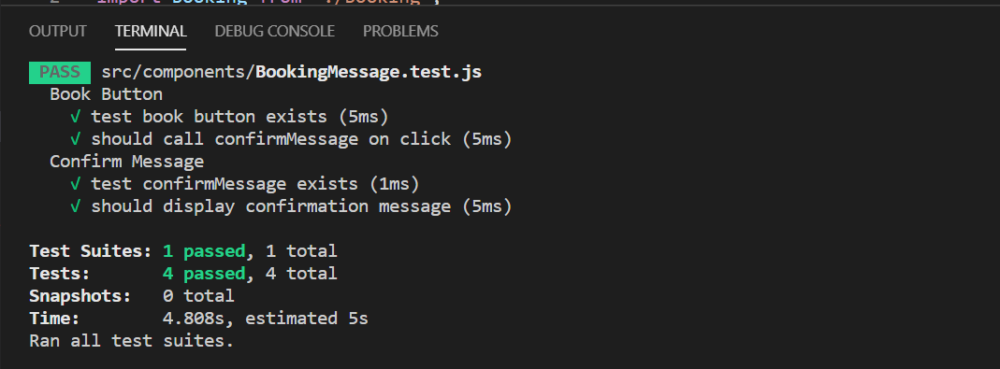 2 import Booking from "./Booking";
OUTPUT TERMINAL DEBUG CONSOLE PROBLEMS
PASS src/components/BookingMessage.test.js
Book Button
√ test book button exists (5ms)
√ should call confirmMessage on click (5ms)
Confirm Message
√ test confirmMessage exists (1ms)
√ should display confirmation message (5ms)
Test Suites: 1 passed, 1 total
Tests: 4 passed, 4 total
Snapshots: 0 total
Time: 4.808s, estimated 5s
Ran all test suites.